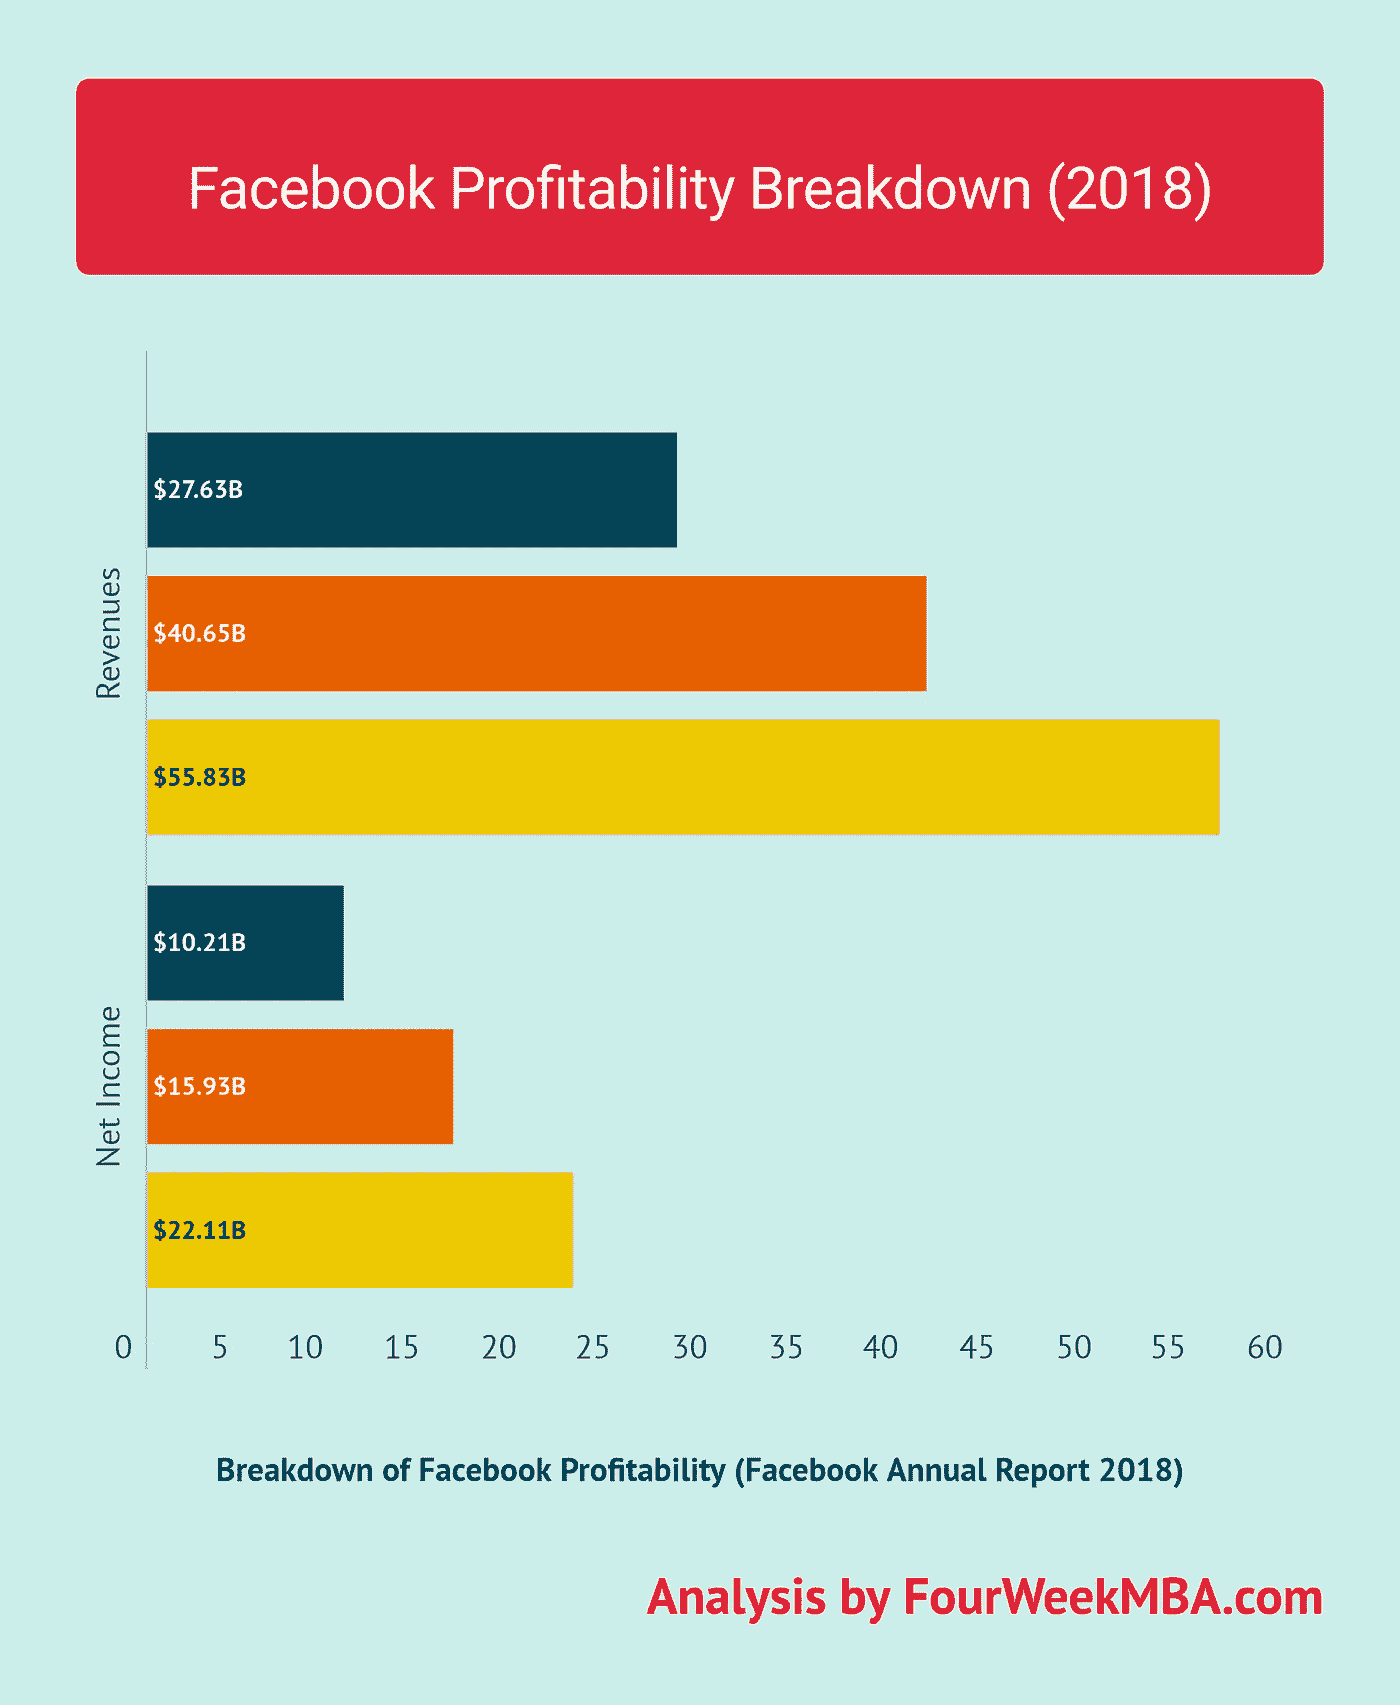 Facebook Profitability Breakdown (2018)
Revenues
$27.63B
$40.65B
$55.83B
Net Income
$10.21B
$15.93B
$22.11B
0 5 10 15 20 25 30 35 40 45 50 55 60
Breakdown of Facebook Profitability (Facebook Annual Report 2018)
Analysis by FourWeekMBA.com